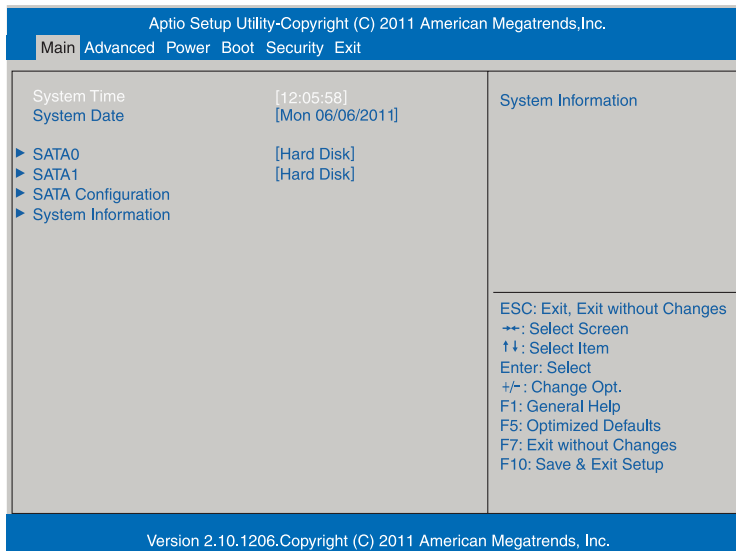 Aptio Setup Utility-Copyright (C) 2011 American Megatrends,Inc.
Main Advanced Power Boot Security Exit
System Time [12:05:58]
System Date [Mon 06/06/2011]
▶ SATA0 [Hard Disk]
▶ SATA1 [Hard Disk]
▶ SATA Configuration
▶ System Information
System Information
ESC: Exit, Exit without Changes
→←: Select Screen
↑↓: Select Item
Enter: Select
+/-: Change Opt.
F1: General Help
F5: Optimized Defaults
F7: Exit without Changes
F10: Save & Exit Setup
Version 2.10.1206.Copyright (C) 2011 American Megatrends, Inc.